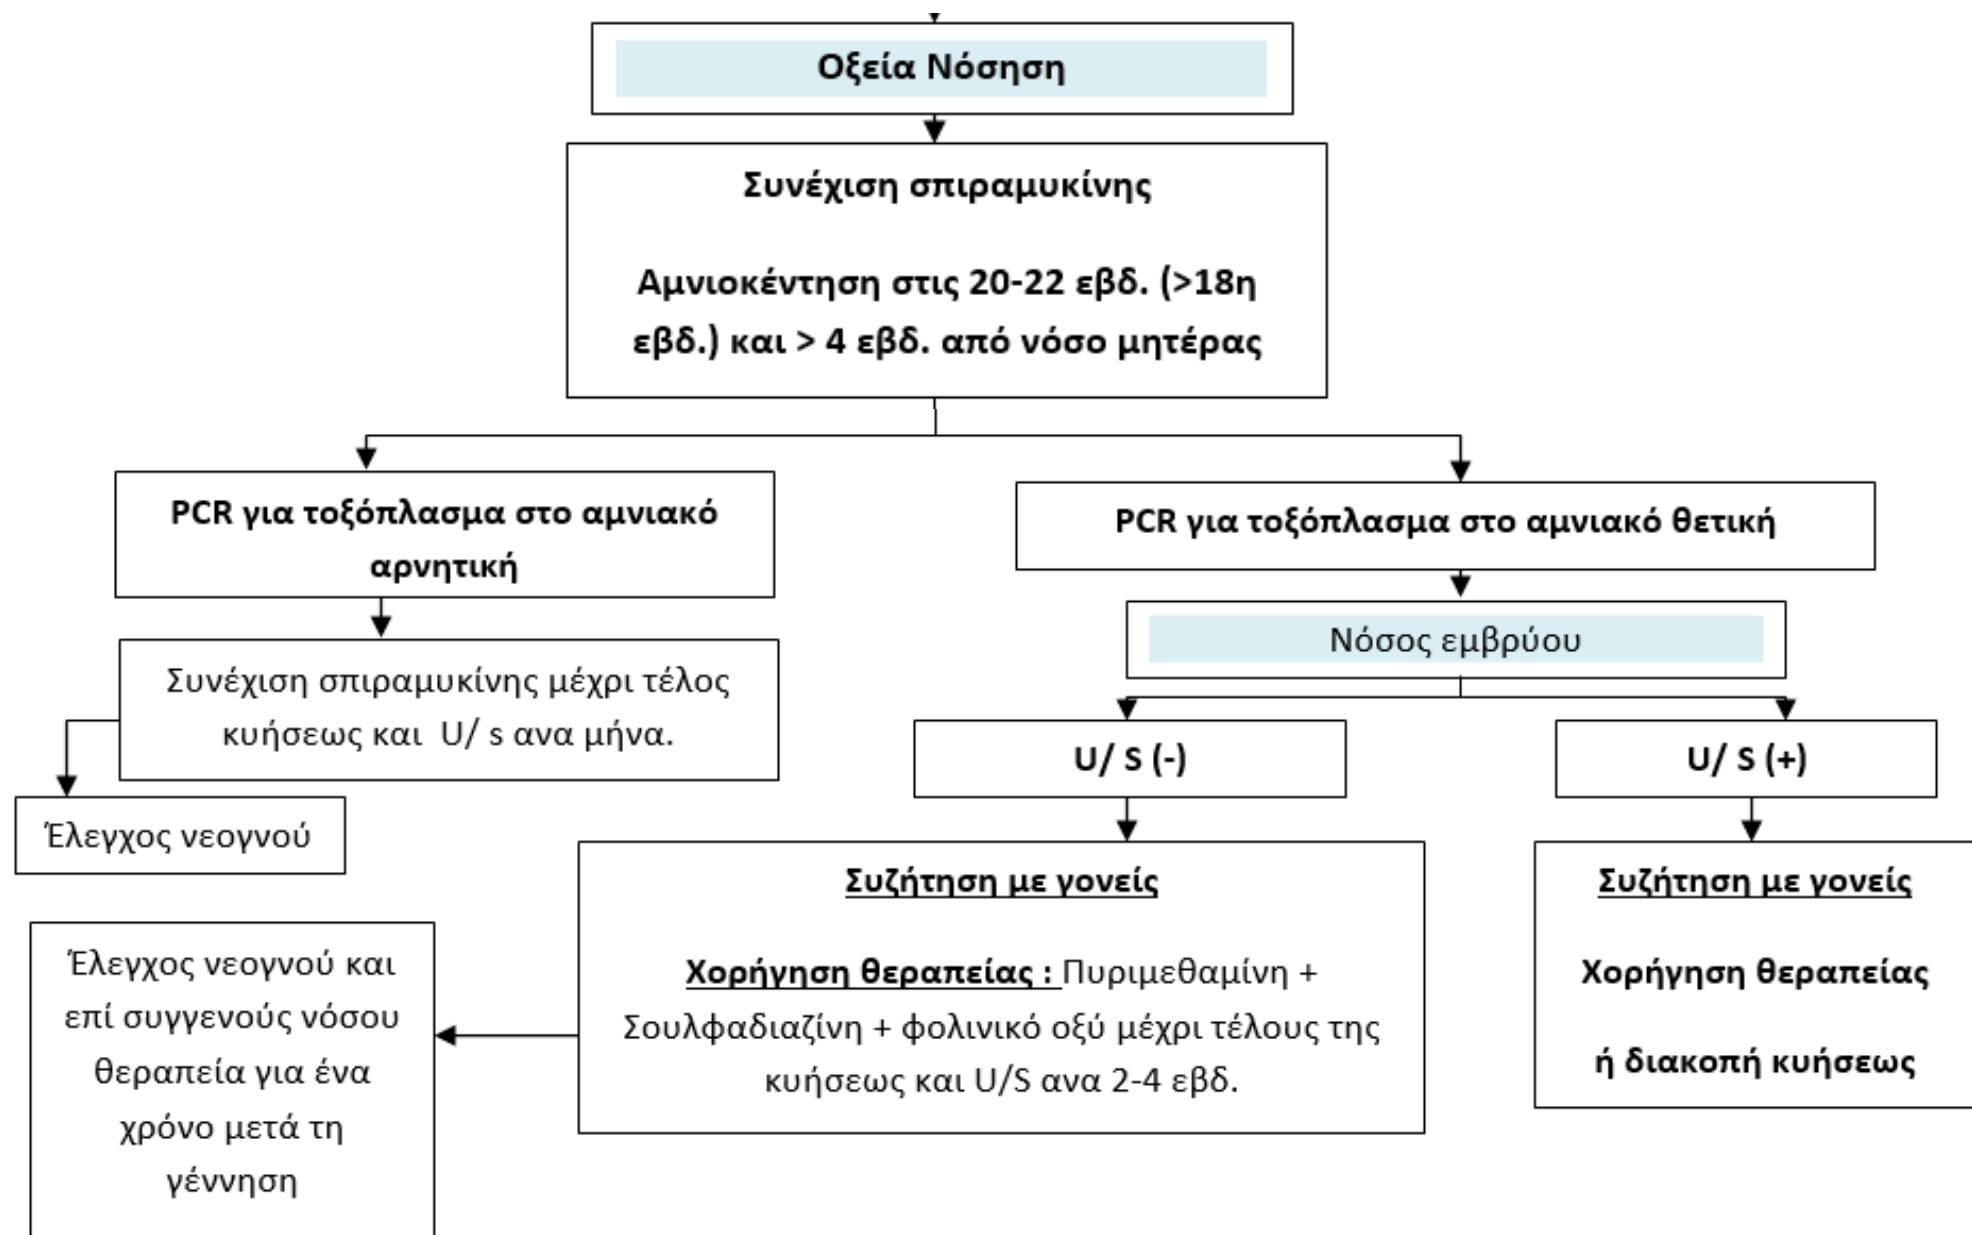 Οξεία Νόσηση
Συνέχιση σπιραμυκίνης
Αμνιοκέντηση στις 20-22 εβδ. (>18η
εβδ.) και > 4 εβδ. από νόσο μητέρας
PCR για τοξόπλασμα στο αμνιακό
αρνητική
PCR για τοξόπλασμα στο αμνιακό θετική
Συνέχιση σπιραμυκίνης μέχρι τέλος
κυήσεως και U/ s ανα μήνα.
Έλεγχος νεογνού
Νόσος εμβρύου
U/ S (-)
U/ S (+)
Συζήτηση με γονείς
Χορήγηση θεραπείας : Πυριμεθαμίνη +
Σουλφαδιαζίνη + φολινικό οξύ μέχρι τέλους της
κυήσεως και U/S ανα 2-4 εβδ.
Συζήτηση με γονείς
Χορήγηση θεραπείας
ή διακοπή κυήσεως
Έλεγχος νεογνού και
επί συγγενούς νόσου
θεραπεία για ένα
χρόνο μετά τη
γέννηση